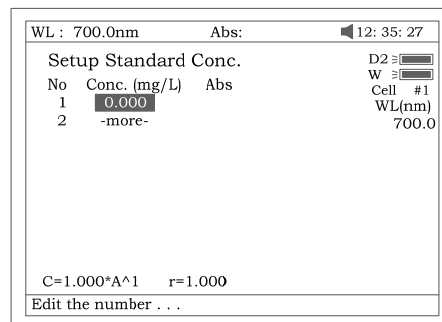 WL : 700.0nm Abs: 12: 35: 27
Setup Standard Conc.
No Conc. (mg/L) Abs
1 0.000
2 -more-
D2
W
Cell #1
WL(nm)
700.0
C=1.000*A^1 r=1.000
Edit the number . . .